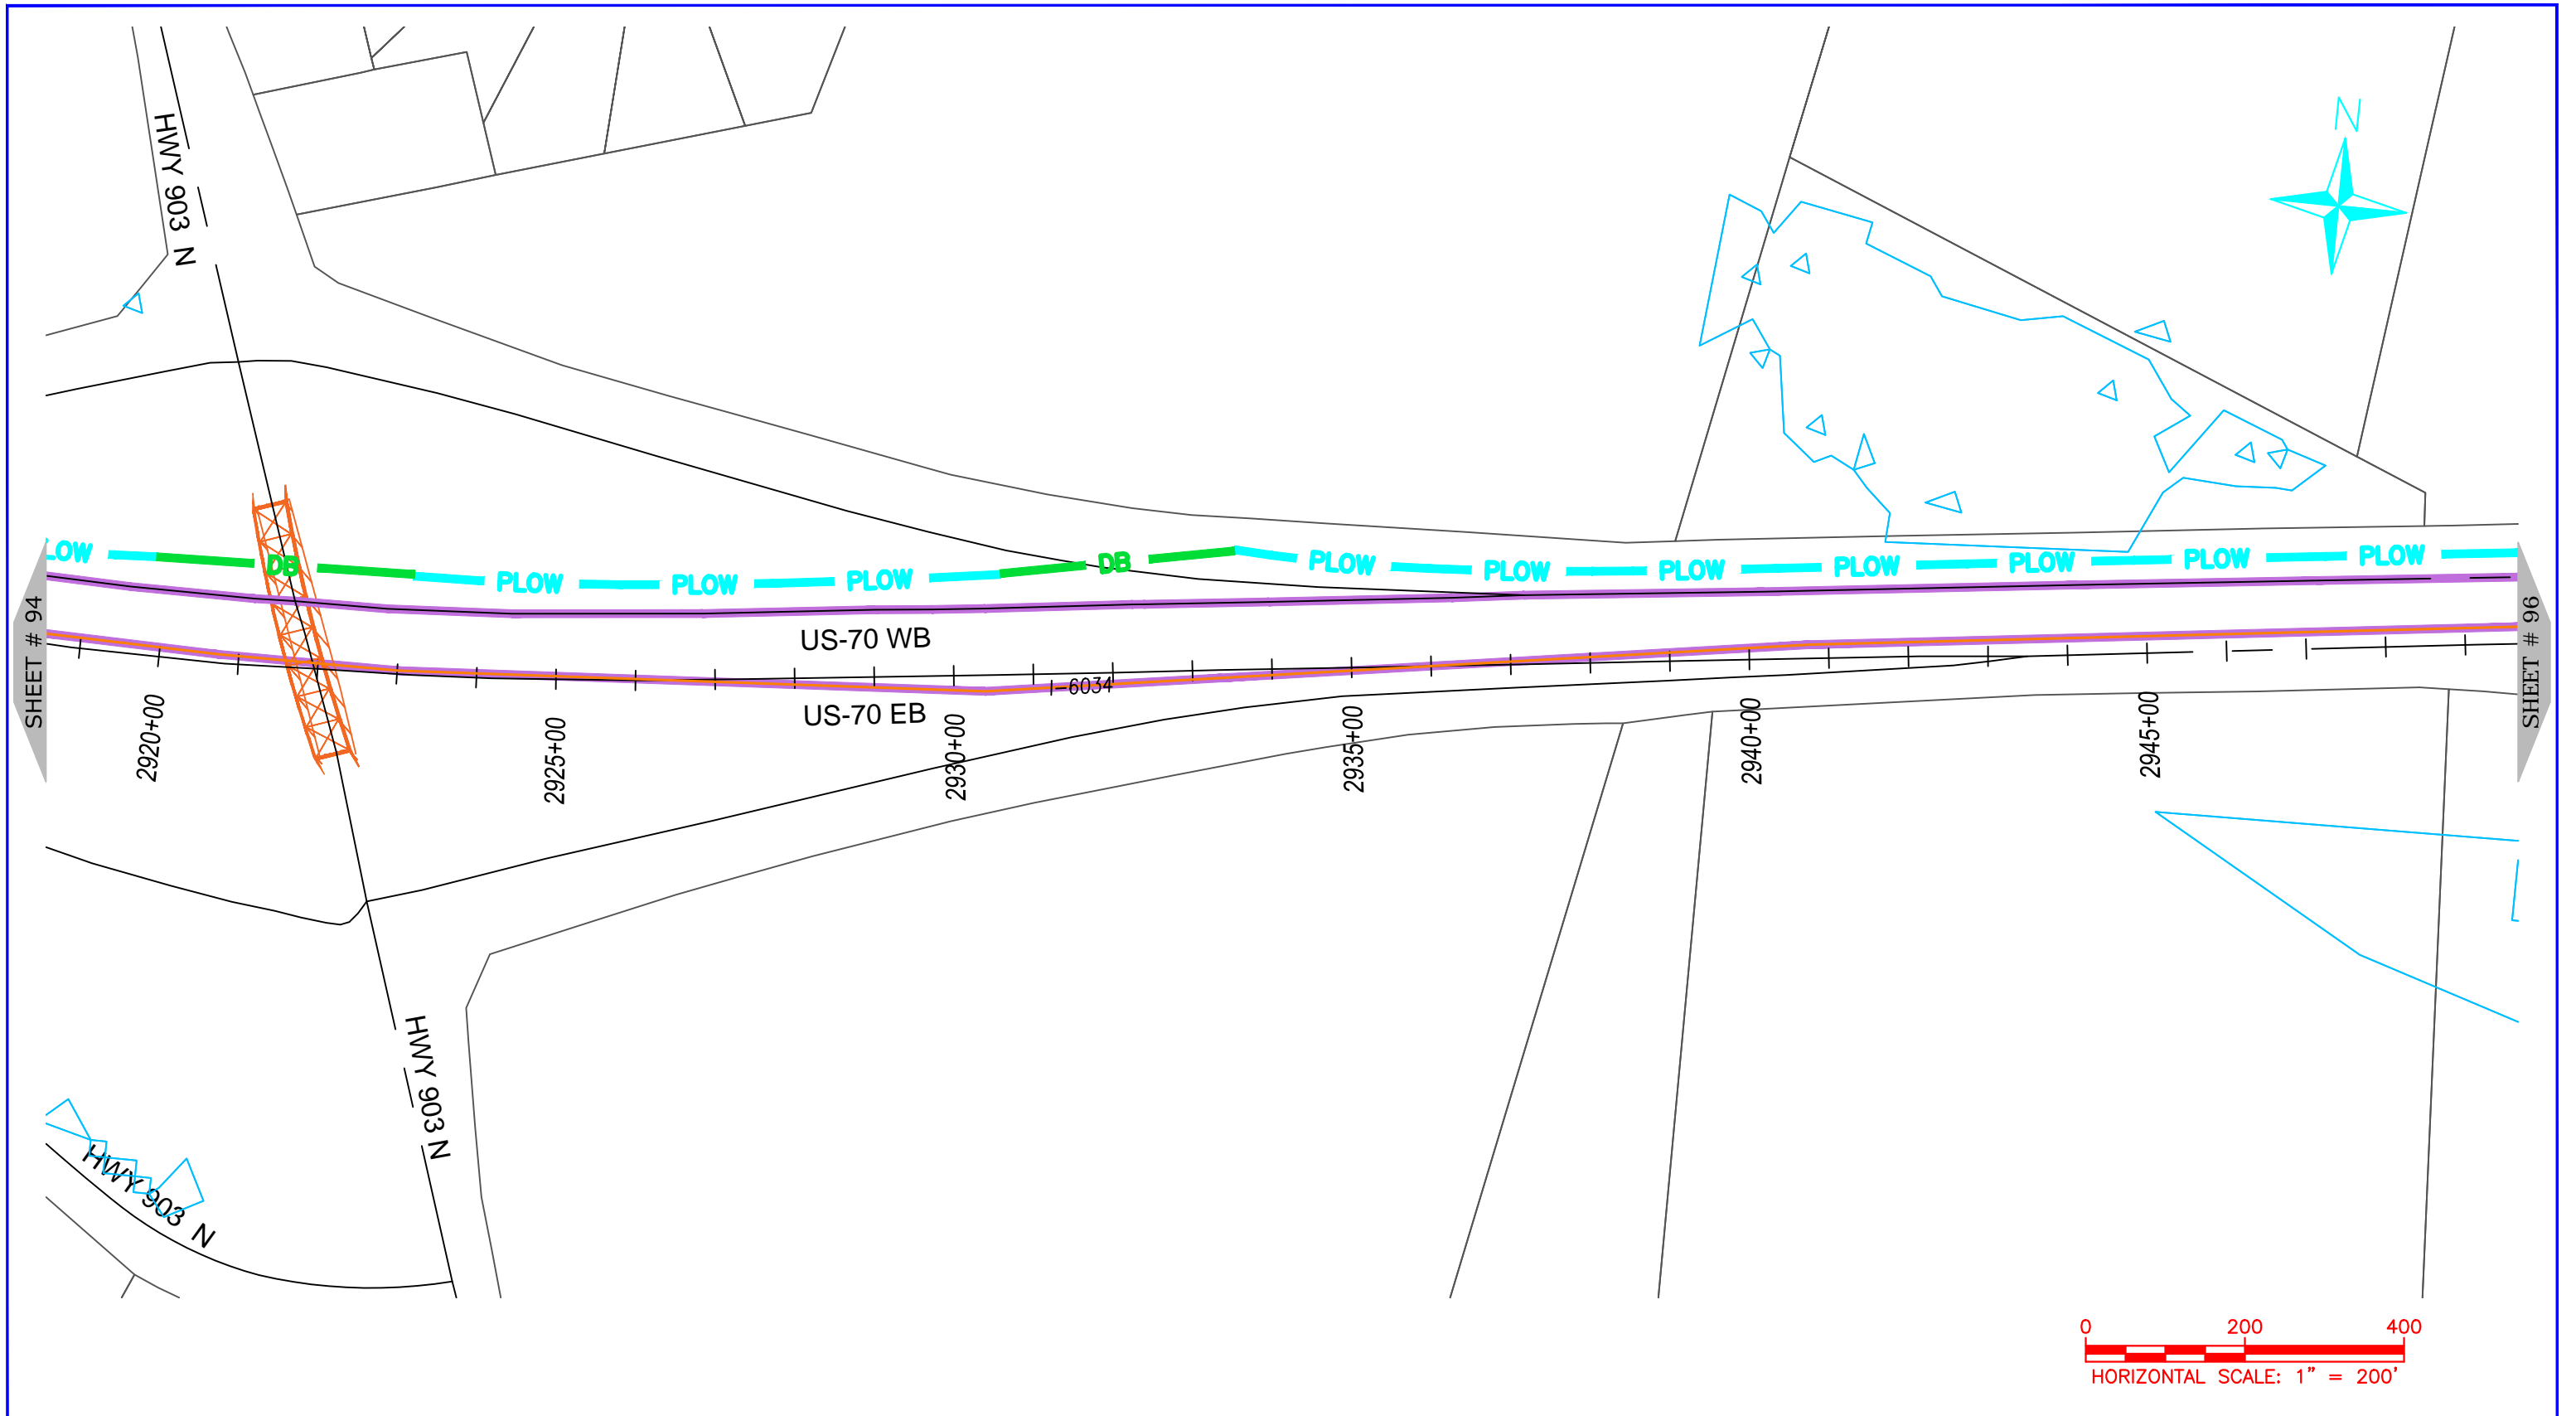 HWY 903 N
N
LOW
DB
PLOW
PLOW
PLOW
DB
PLOW
PLOW
PLOW
PLOW
PLOW
PLOW
PLOW
SHEET # 94
SHEET # 96
US-70 WB
-6034
US-70 EB
2920+00
2925+00
2930+00
2935+00
2940+00
2945+00
HWY 903 N
HWY 903 N
0 200 400
HORIZONTAL SCALE: 1" = 200'